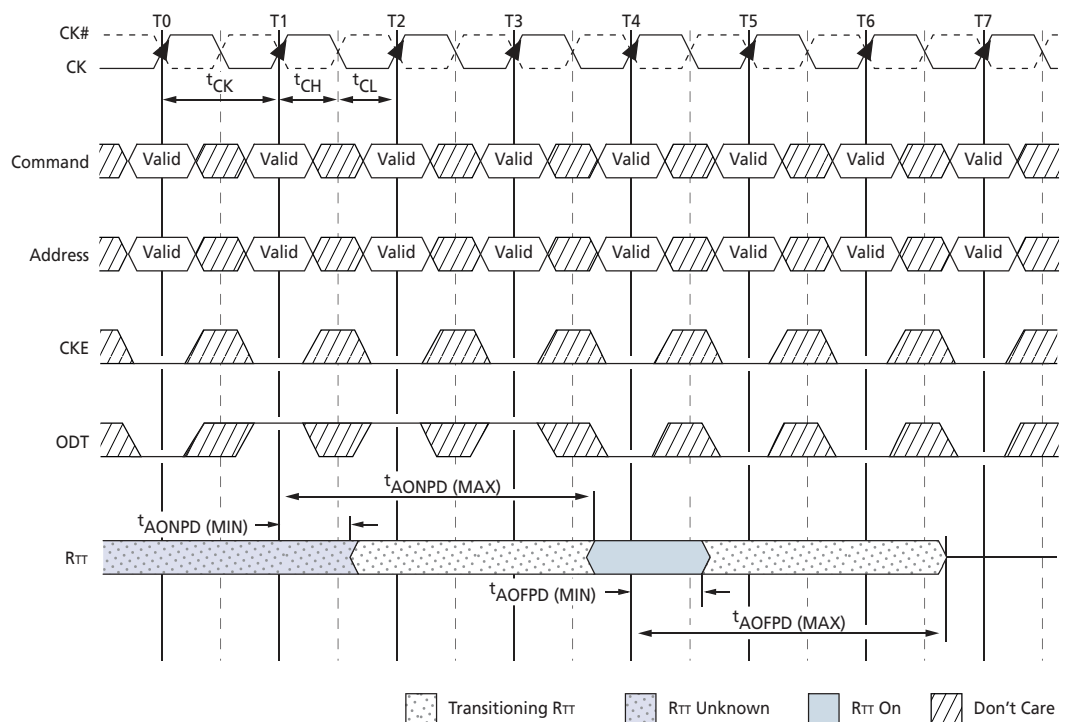 T0 T1 T2 T3 T4 T5 T6 T7
CK#
CK
tCK tCH tCL
Command Valid Valid Valid Valid Valid Valid Valid Valid
Address Valid Valid Valid Valid Valid Valid Valid Valid
CKE
ODT
tAONPD (MAX)
tAONPD (MIN)
RTT
tAOFPD (MIN)
tAOFPD (MAX)
Transitioning RTT RTT Unknown RTT On Don't Care